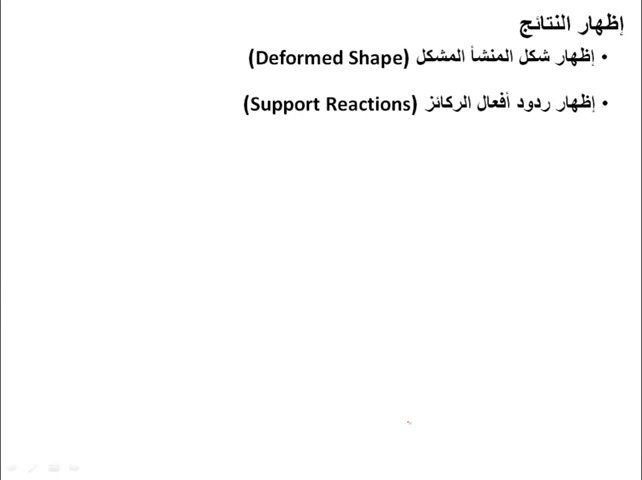 إظهار النتائج
• إظهار شكل المنشأ المشكل (Deformed Shape)
• إظهار ردود أفعال الركائز (Support Reactions)